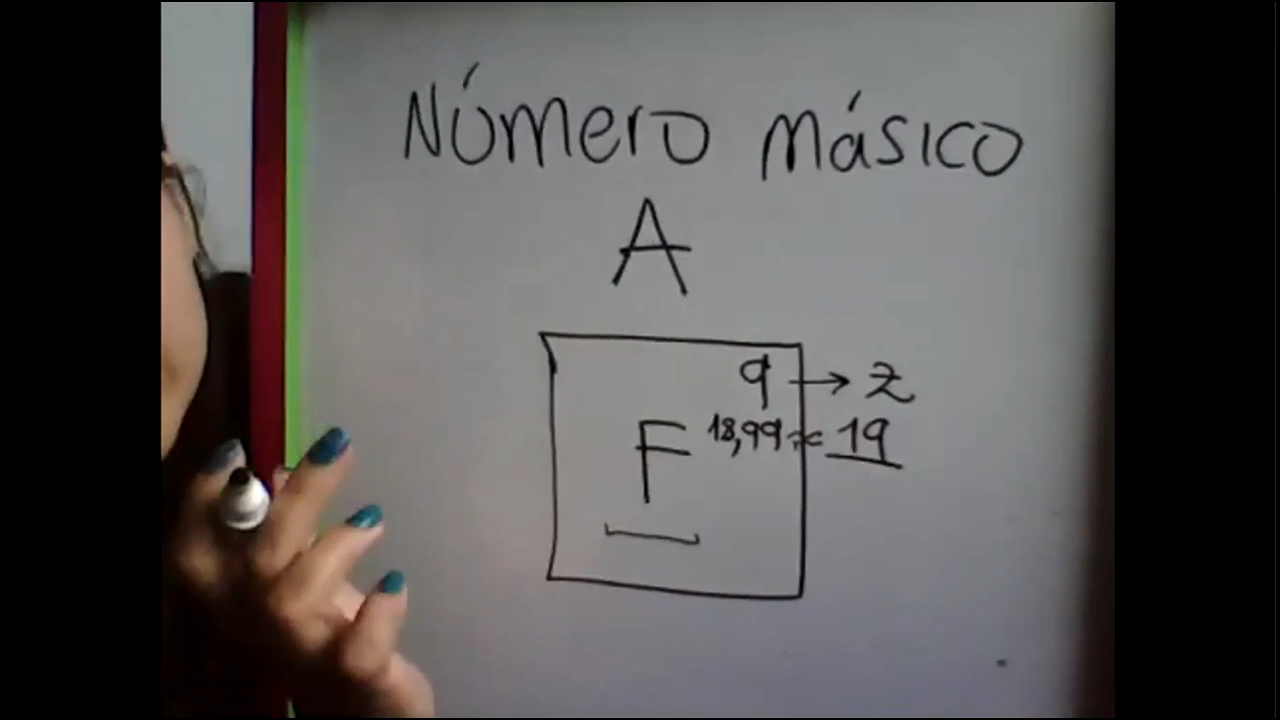 Número másico
A
9 → Z
F 18,99 ≈ 19